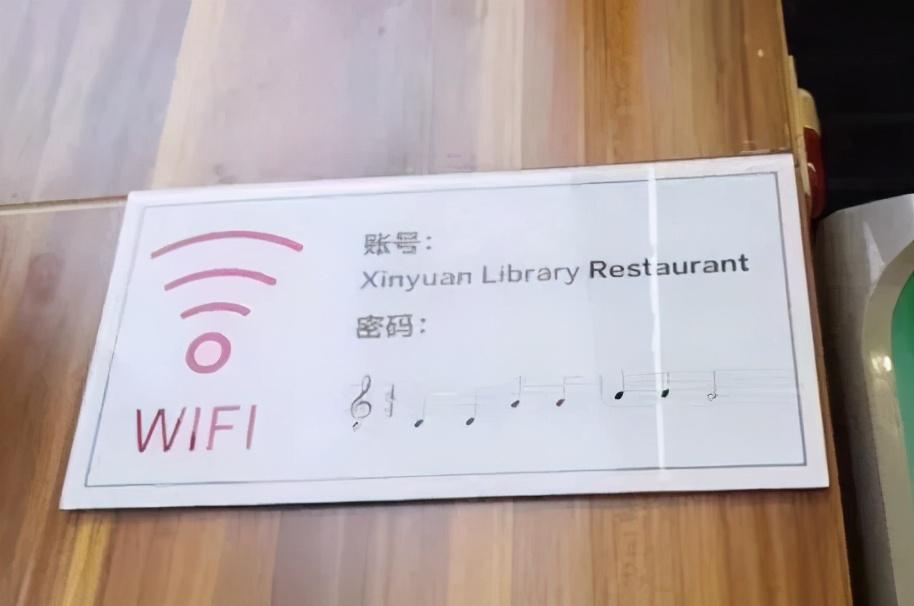 账号:
Xinyuan Library Restaurant
密码:
WIFI